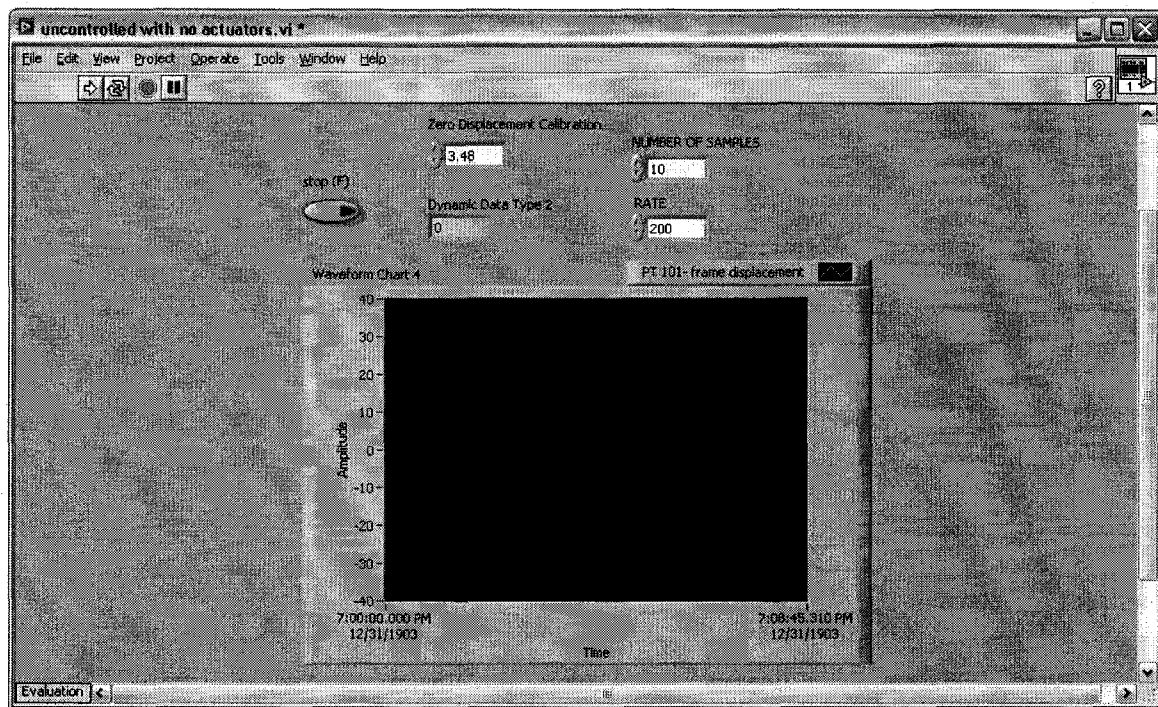 uncontrolled with no actuators.vi *
File Edit View Project Operate Tools Window Help
1
Zero Displacement Calibration
3.48
NUMBER OF SAMPLES
10
stop (F)
Dynamic Data Type 2
0
RATE
200
Waveform Chart 4
PT 101- frame displacement
40
30
20
10
0
-10
-20
-30
-40
Amplitude
7:00:00.000 PM
12/31/1903
7:08:45.310 PM
12/31/1903
Time
Evaluation